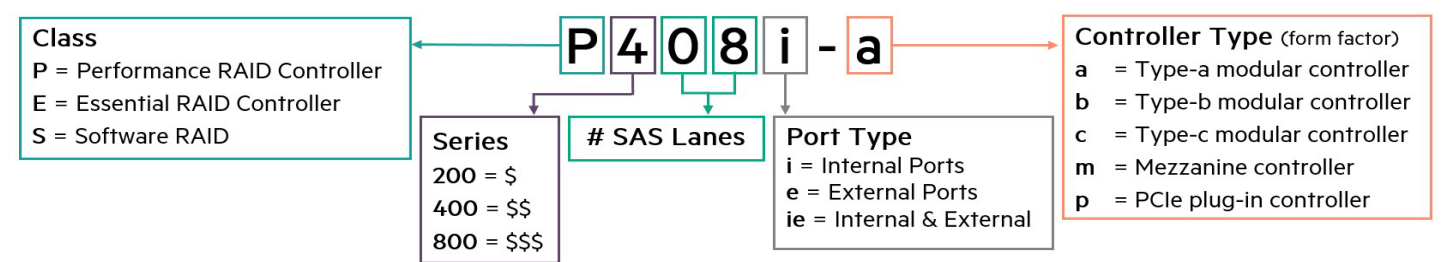 P408i-a
Class
P = Performance RAID Controller
E = Essential RAID Controller
S = Software RAID
Series
200 = $
400 = $$
800 = $$$
# SAS Lanes
Port Type
i = Internal Ports
e = External Ports
ie = Internal & External
Controller Type (form factor)
a = Type-a modular controller
b = Type-b modular controller
c = Type-c modular controller
m = Mezzanine controller
p = PCIe plug-in controller